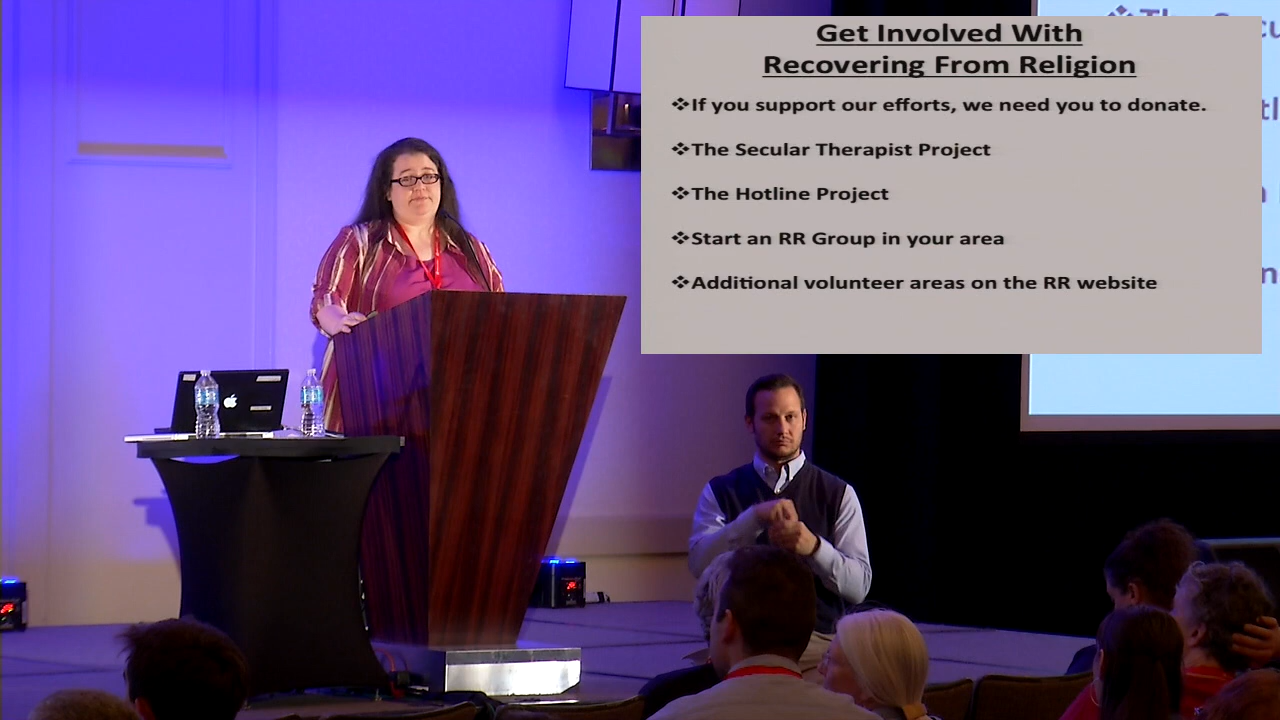 Get Involved With
Recovering From Religion
❖If you support our efforts, we need you to donate.
❖The Secular Therapist Project
❖The Hotline Project
❖Start an RR Group in your area
❖Additional volunteer areas on the RR website